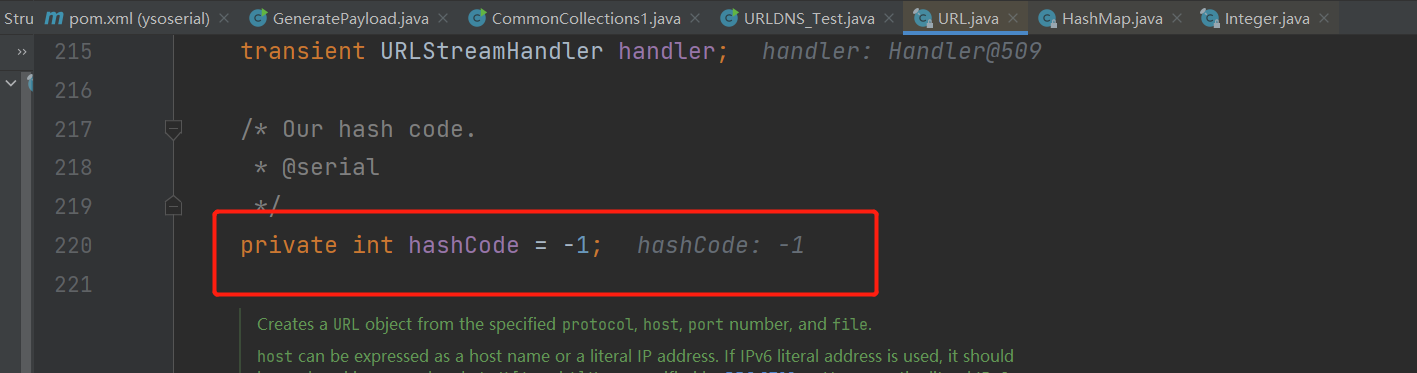 Stru pom.xml (ysoserial) GeneratePayload.java CommonCollections1.java URLDNS_Test.java URL.java HashMap.java Integer.java
215 transient URLStreamHandler handler; handler: Handler@509
216
217 /* Our hash code.
218 * @serial
219 */
220 private int hashCode = -1; hashCode: -1
221
Creates a URL object from the specified protocol, host, port number, and file.
host can be expressed as a host name or a literal IP address. If IPv6 literal address is used, it should